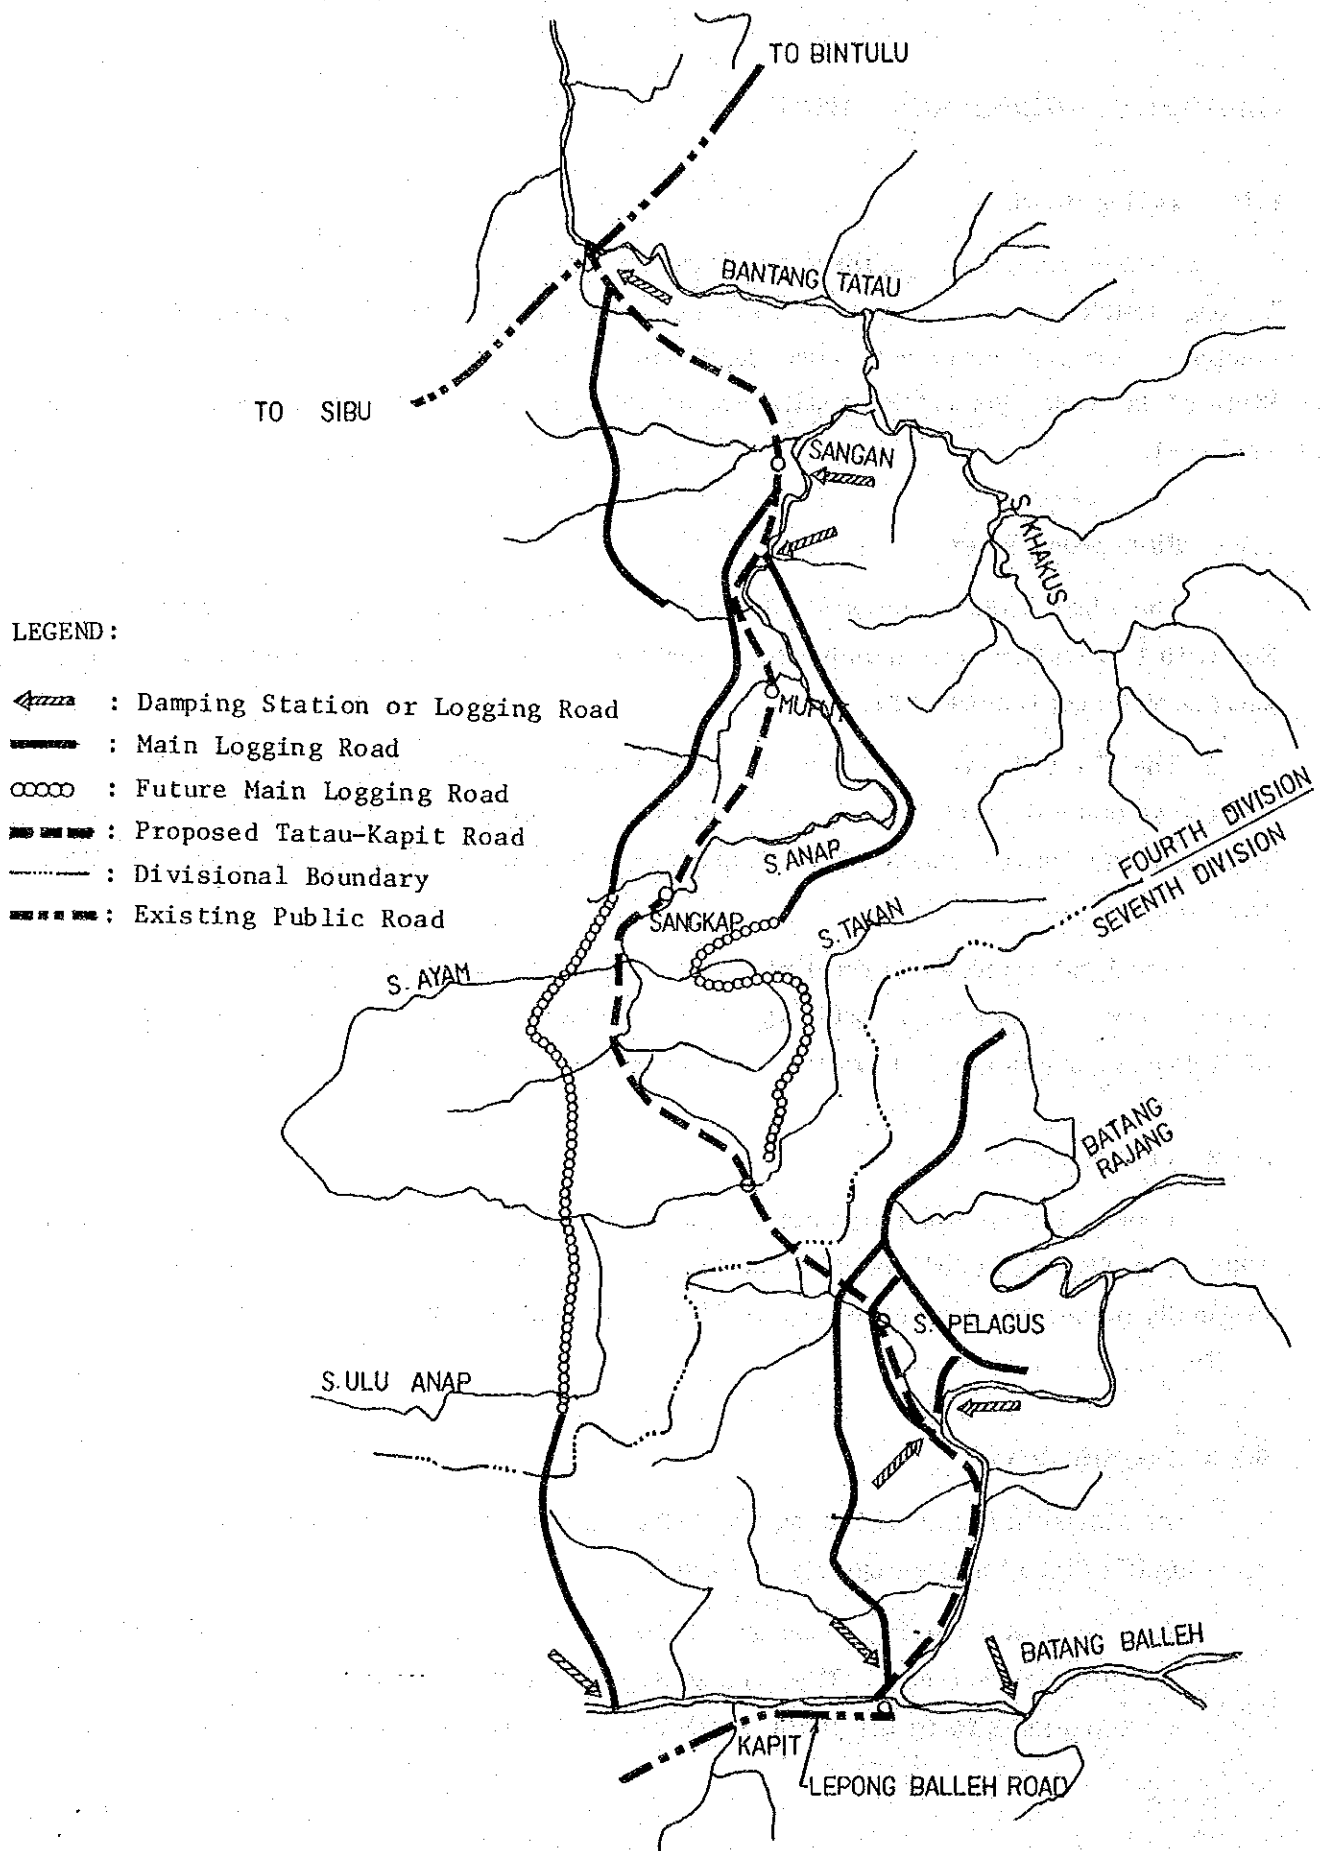 TO BINTULU
BANTANG TATAU
TO SIBU
SANGAN
S. KHAKUS
LEGEND:
: Damping Station or Logging Road
: Main Logging Road
: Future Main Logging Road
: Proposed Tatau-Kapit Road
: Divisional Boundary
: Existing Public Road
S. ANAP
FOURTH DIVISION
SEVENTH DIVISION
SANGKAP
S. TAKAN
S. AYAM
BATANG
RAJANG
S. PELAGUS
S. ULU ANAP
BATANG BALLEH
KAPIT
LEPONG BALLEH ROAD